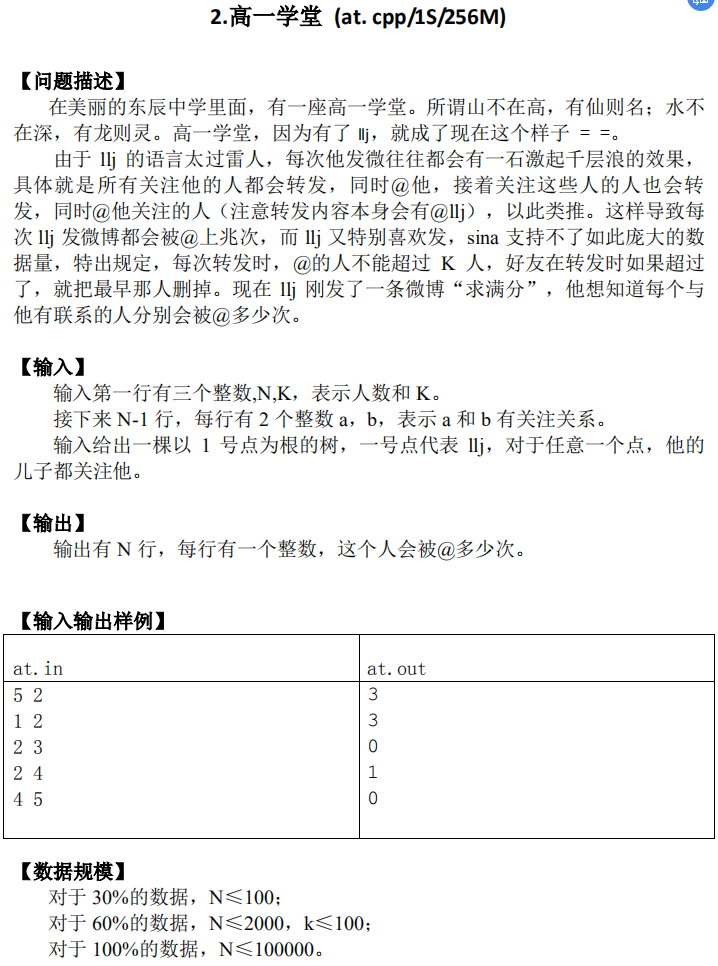 2.高一学堂 (at. cpp/1S/256M)
【问题描述】
在美丽的东辰中学里面，有一座高一学堂。所谓山不在高，有仙则名；水不
在深，有龙则灵。高一学堂，因为有了 llj，就成了现在这个样子 = =。
由于 llj 的语言太过雷人，每次他发微往往都会有一石激起千层浪的效果，
具体就是所有关注他的人都会转发，同时@他，接着关注这些人的人也会转
发，同时@他关注的人（注意转发内容本身会有@llj），以此类推。这样导致每
次 llj 发微博都会被@上兆次，而 llj 又特别喜欢发，sina 支持不了如此庞大的数
据量，特出规定，每次转发时，@的人不能超过 K 人，好友在转发时如果超过
了，就把最早那人删掉。现在 llj 刚发了一条微博“求满分”，他想知道每个与
他有联系的人分别会被@多少次。
【输入】
输入第一行有三个整数,N,K，表示人数和 K。
接下来 N-1 行，每行有 2 个整数 a，b，表示 a 和 b 有关注关系。
输入给出一棵以 1 号点为根的树，一号点代表 llj，对于任意一个点，他的
儿子都关注他。
【输出】
输出有 N 行，每行有一个整数，这个人会被@多少次。
【输入输出样例】
at.in at.out
5 2 3
1 2 3
2 3 0
2 4 1
4 5 0
【数据规模】
对于 30%的数据，N≤100；
对于 60%的数据，N≤2000，k≤100；
对于 100%的数据，N≤100000。